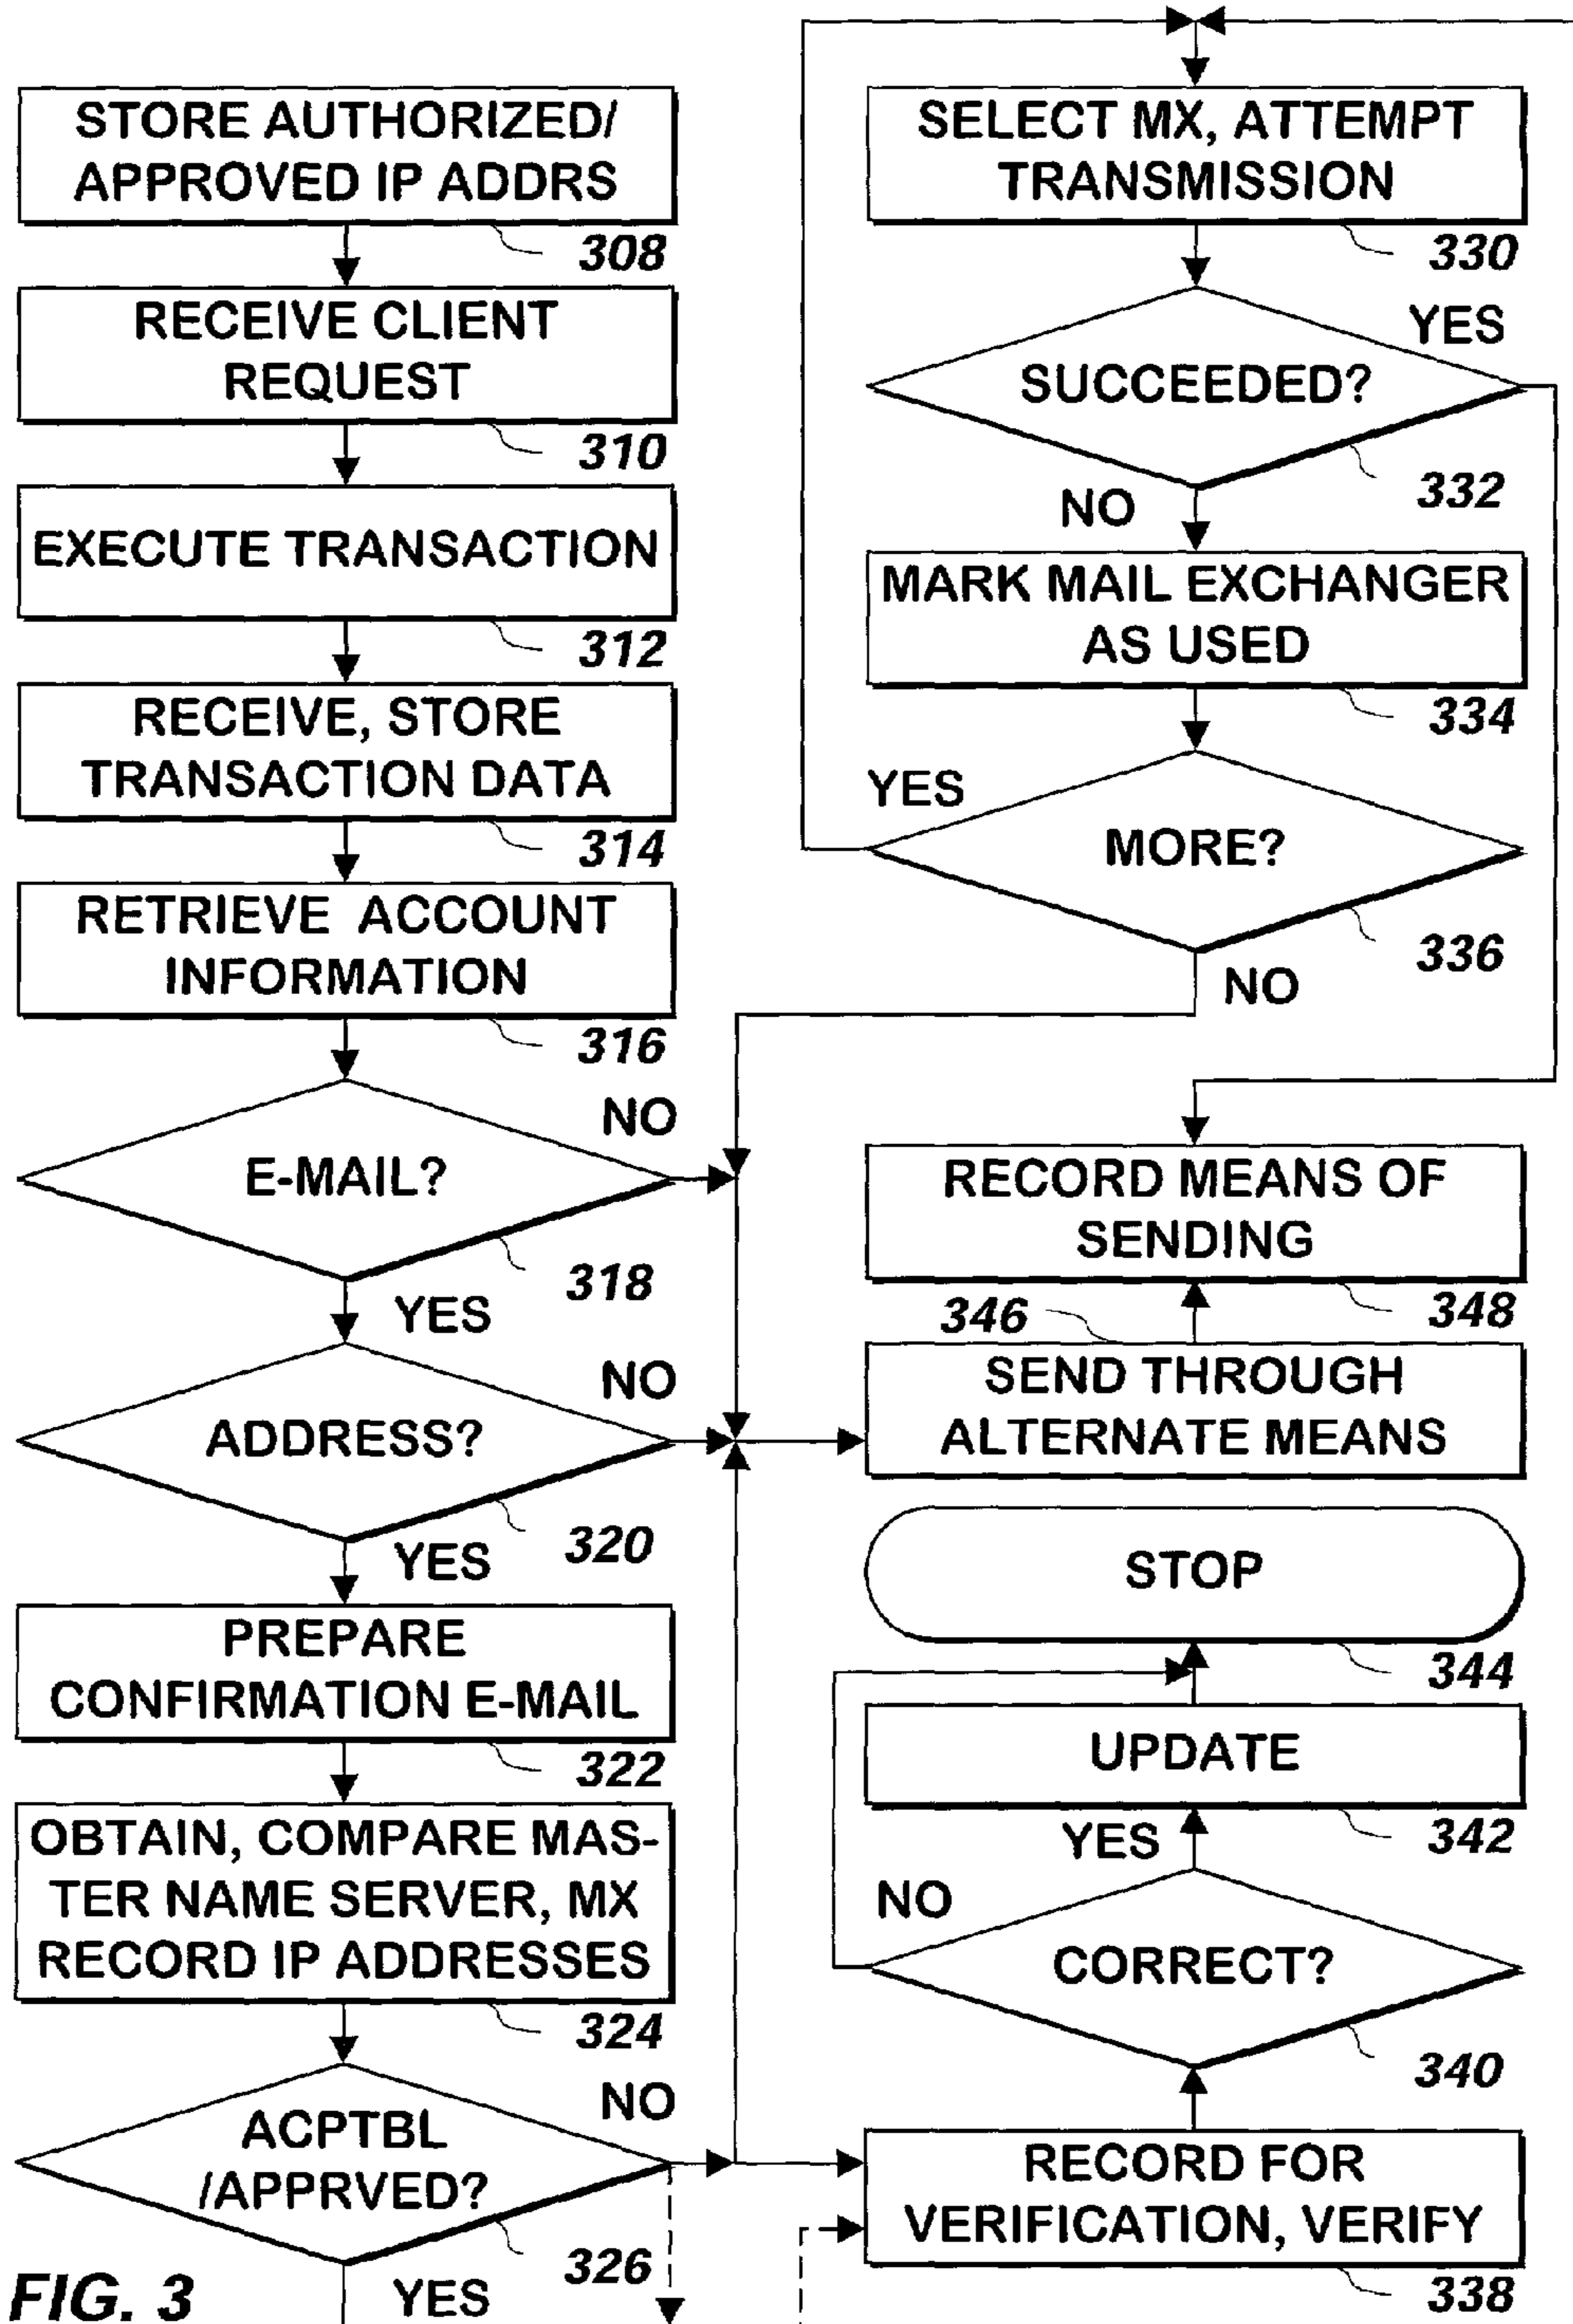 STORE AUTHORIZED/
APPROVED IP ADDRS
308
RECEIVE CLIENT
REQUEST
310
EXECUTE TRANSACTION
312
RECEIVE, STORE
TRANSACTION DATA
314
RETRIEVE ACCOUNT
INFORMATION
316
NO
E-MAIL?
318
YES
NO
ADDRESS?
320
YES
PREPARE
CONFIRMATION E-MAIL
322
OBTAIN, COMPARE MAS-
TER NAME SERVER, MX
RECORD IP ADDRESSES
324
NO
ACPTBL
/APPRVED?
326
YES
FIG. 3
SELECT MX, ATTEMPT
TRANSMISSION
330
YES
SUCCEEDED?
332
NO
MARK MAIL EXCHANGER
AS USED
334
YES
MORE?
336
NO
RECORD MEANS OF
SENDING
346
348
SEND THROUGH
ALTERNATE MEANS
STOP
344
UPDATE
342
YES
NO
CORRECT?
340
RECORD FOR
VERIFICATION, VERIFY
338